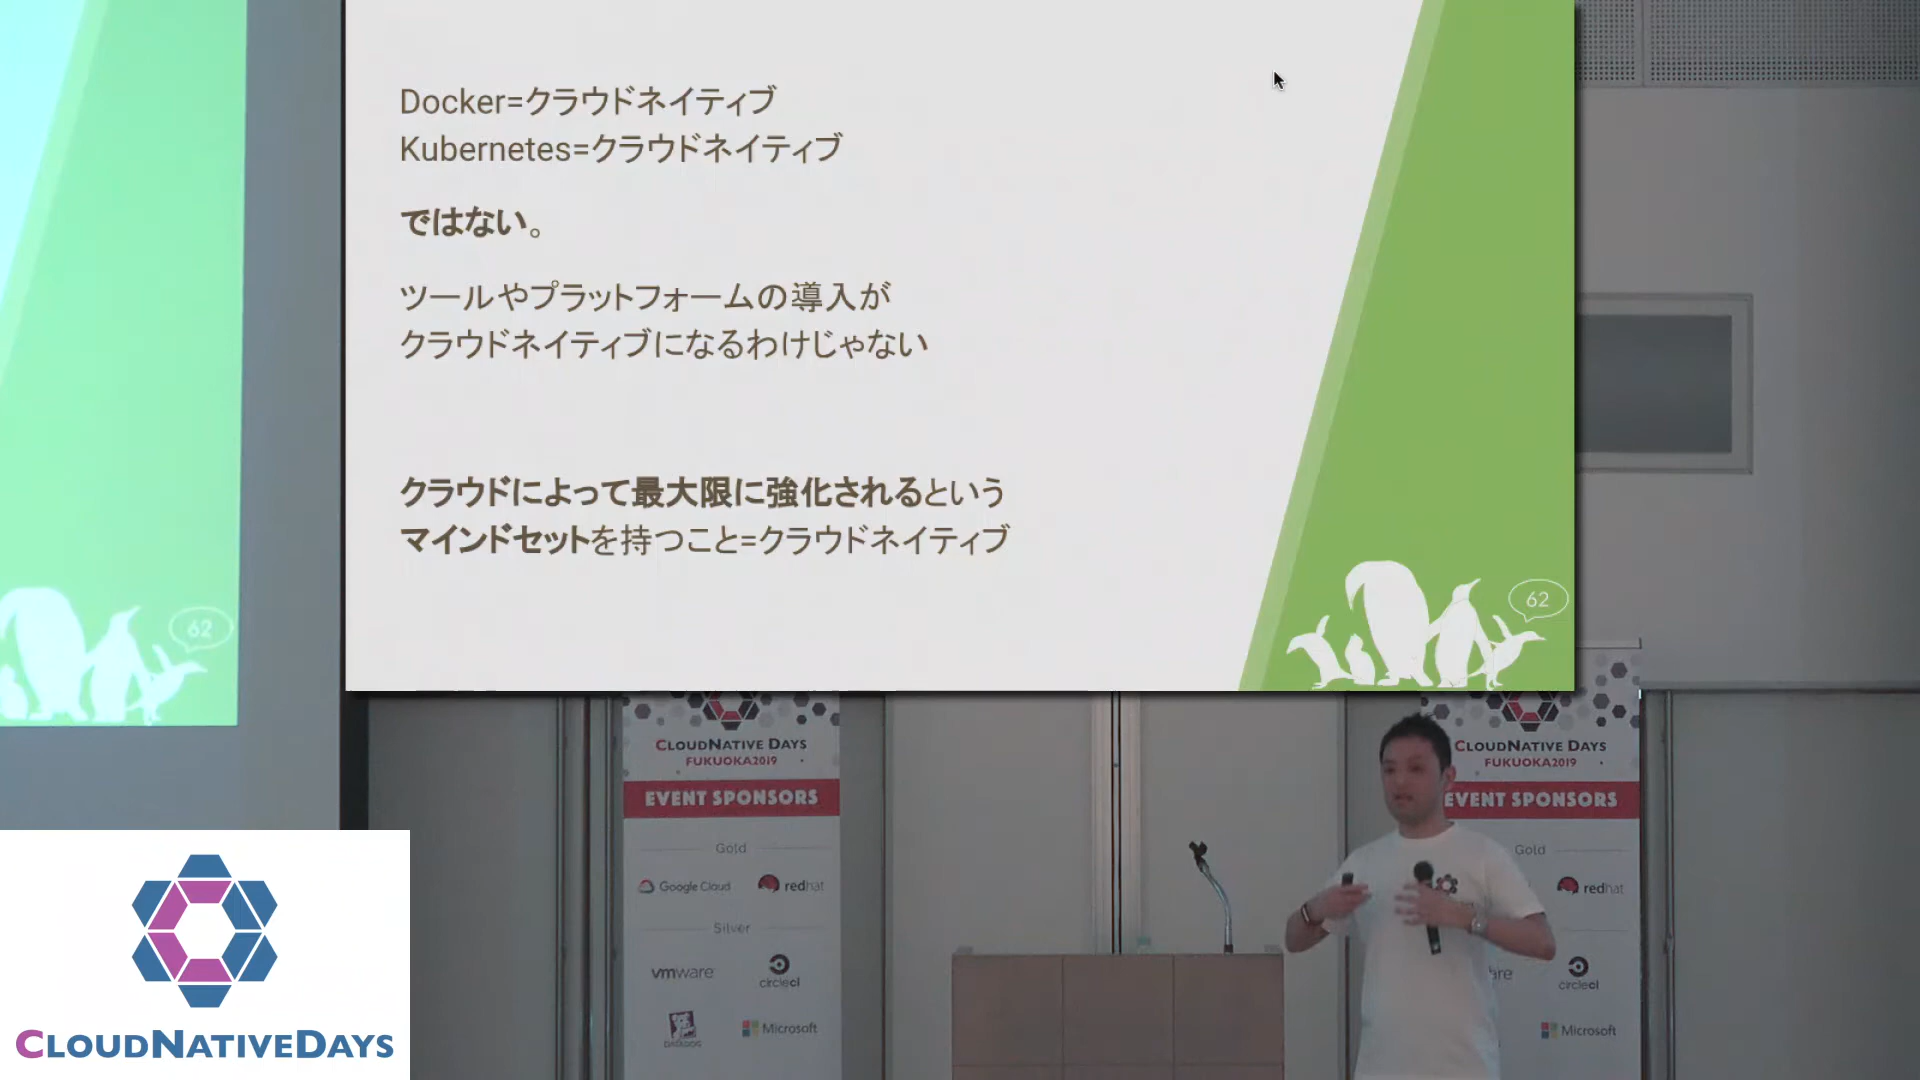 Docker=クラウドネイティブ
Kubernetes=クラウドネイティブ
ではない。
ツールやプラットフォームの導入が
クラウドネイティブになるわけじゃない
クラウドによって最大限に強化されるという
マインドセットを持つこと=クラウドネイティブ
62
62
CLOUDNATIVE DAYS
FUKUOKA2019
EVENT SPONSORS
Gold
Google Cloud
redhat
Silver
vmware
circleci
DATADOG
Microsoft
CLOUDNATIVE DAYS
FUKUOKA2019
EVENT SPONSORS
Gold
redhat
circleci
Microsoft
CLOUDNATIVEDAYS